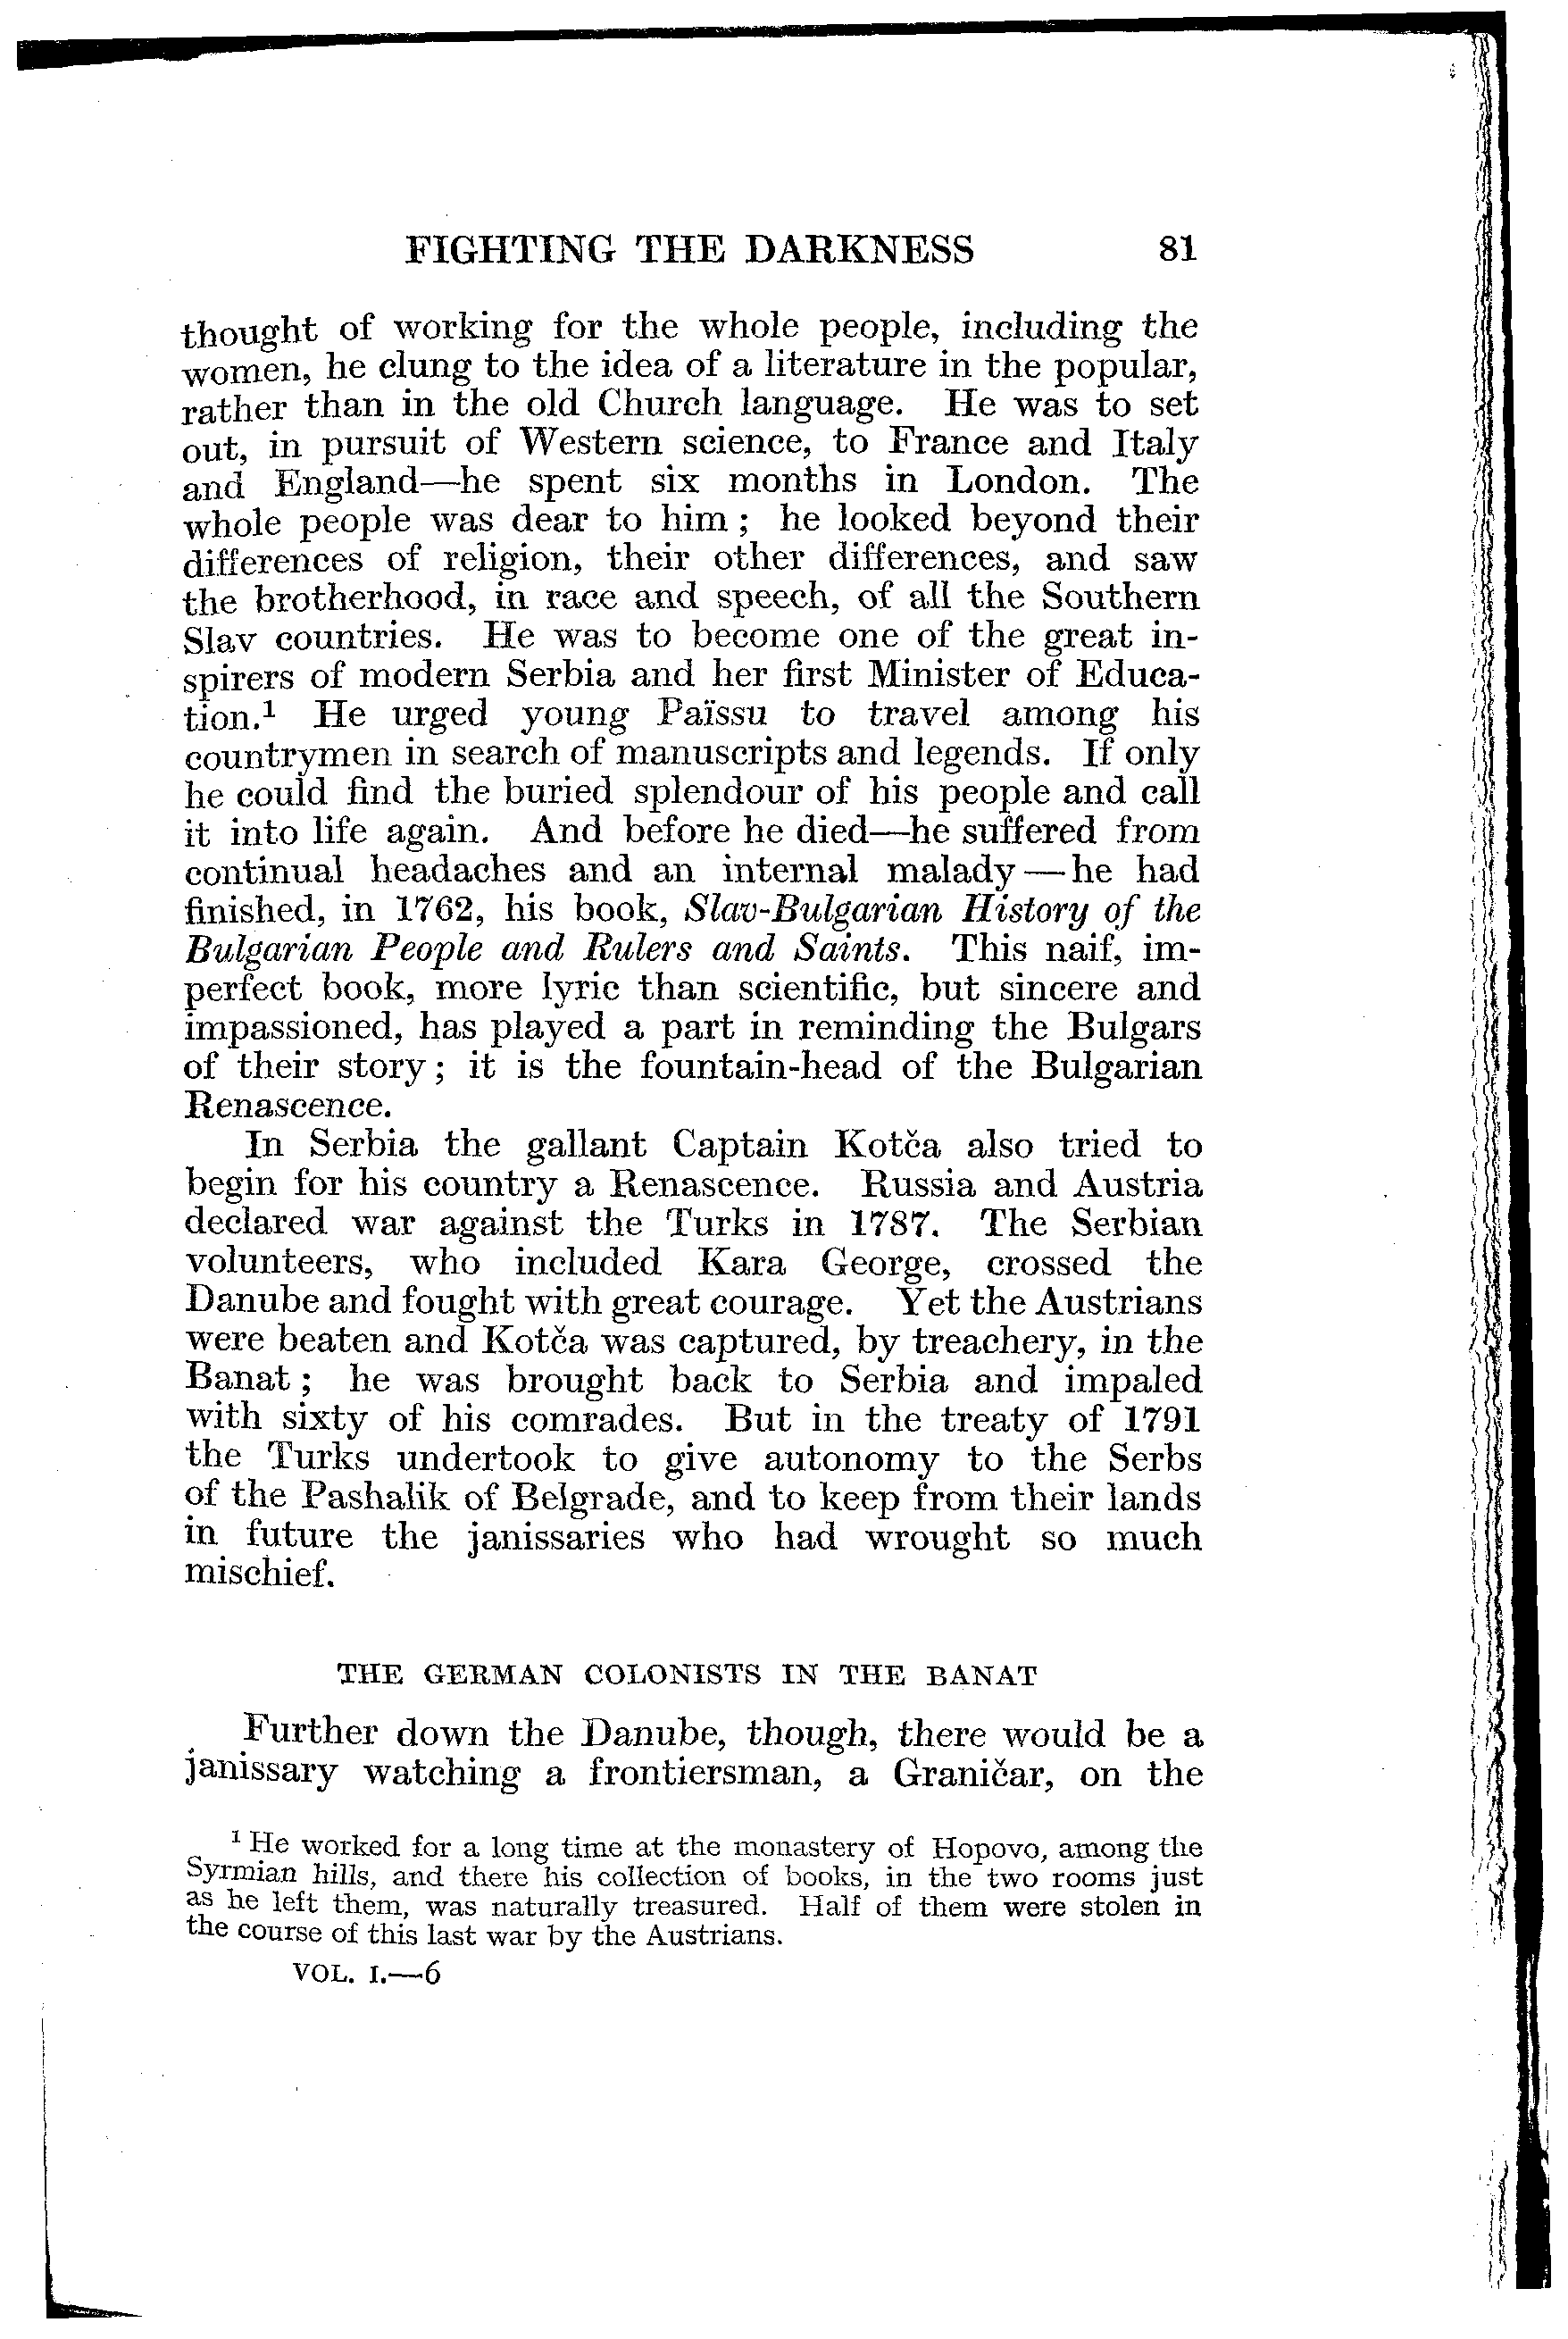 FIGHTING THE DARKNESS 81
thought of working for the whole people, including the
women, he clung to the idea of a literature in the popular,
rather than in the old Church language. He was to set
out, in pursuit of Western science, to France and Italy
and England—he spent six months in London. The
whole people was dear to him ; he looked beyond their
differences of religion, their other differences, and saw
the brotherhood, in race and speech, of all the Southern
Slav countries. He was to become one of the great in-
spirers of modern Serbia and her first Minister of Educa-
tion.¹ He urged young Païssu to travel among his
countrymen in search of manuscripts and legends. If only
he could find the buried splendour of his people and call
it into life again. And before he died—he suffered from
continual headaches and an internal malady—he had
finished, in 1762, his book, Slav-Bulgarian History of the
Bulgarian People and Rulers and Saints. This naif, im-
perfect book, more lyric than scientific, but sincere and
impassioned, has played a part in reminding the Bulgars
of their story ; it is the fountain-head of the Bulgarian
Renascence.
In Serbia the gallant Captain Kotča also tried to
begin for his country a Renascence. Russia and Austria
declared war against the Turks in 1787. The Serbian
volunteers, who included Kara George, crossed the
Danube and fought with great courage. Yet the Austrians
were beaten and Kotča was captured, by treachery, in the
Banat ; he was brought back to Serbia and impaled
with sixty of his comrades. But in the treaty of 1791
the Turks undertook to give autonomy to the Serbs
of the Pashalik of Belgrade, and to keep from their lands
in future the janissaries who had wrought so much
mischief.
THE GERMAN COLONISTS IN THE BANAT
Further down the Danube, though, there would be a
janissary watching a frontiersman, a Graničar, on the
¹ He worked for a long time at the monastery of Hopovo, among the
Syrmian hills, and there his collection of books, in the two rooms just
as he left them, was naturally treasured. Half of them were stolen in
the course of this last war by the Austrians.
VOL. I.—6